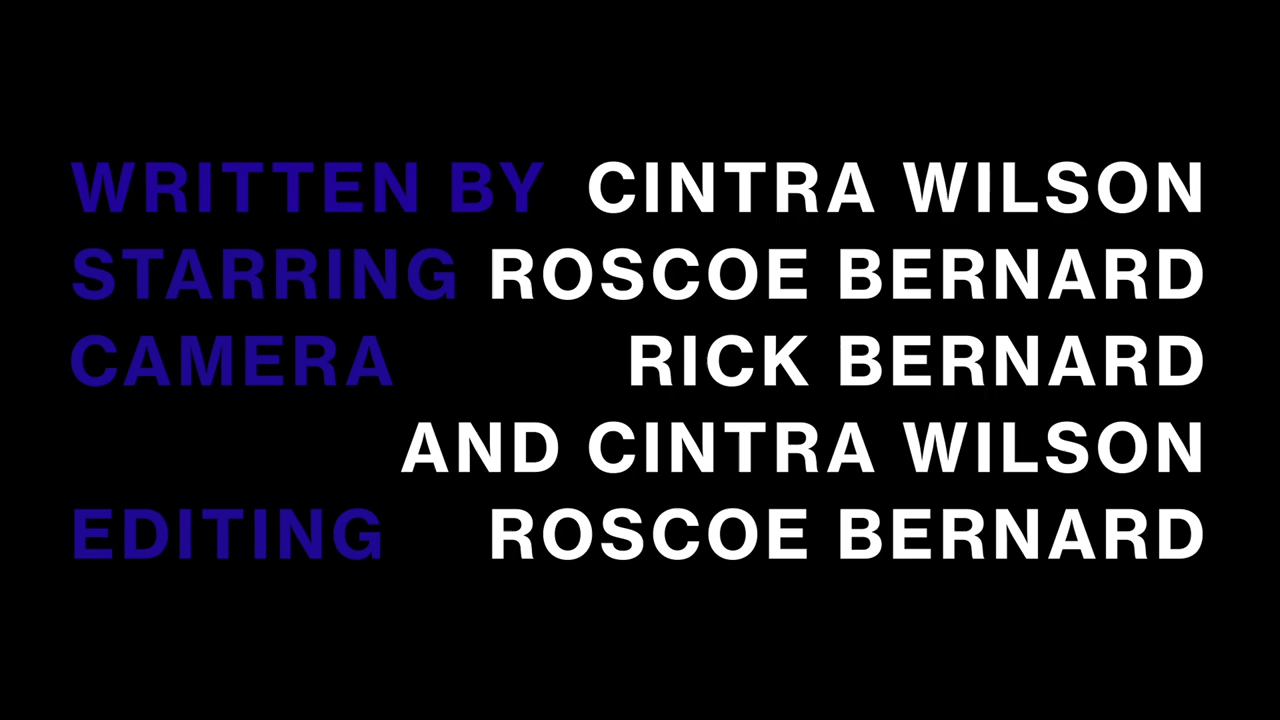 WRITTEN BY CINTRA WILSON
STARRING ROSCOE BERNARD
CAMERA RICK BERNARD
AND CINTRA WILSON
EDITING ROSCOE BERNARD